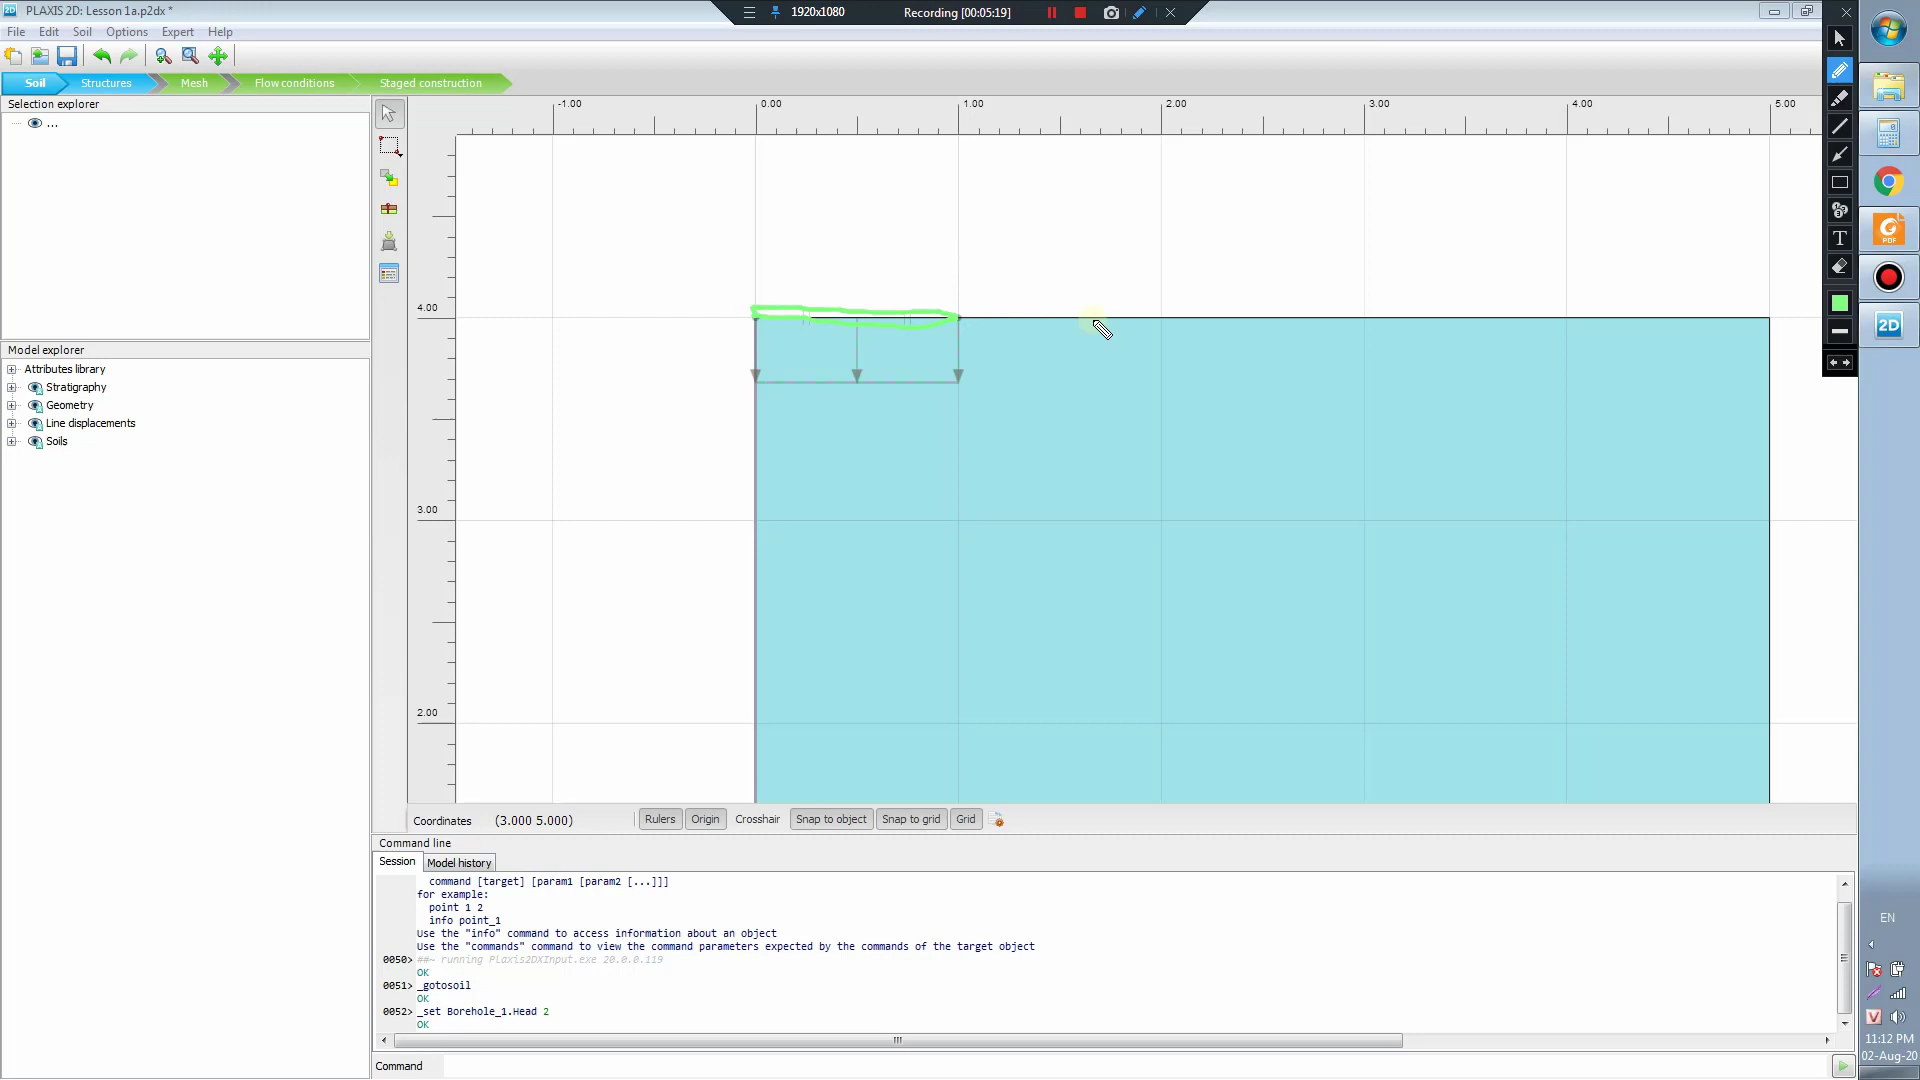 PLAXIS 2D: Lesson 1a.p2dx *
1920x1080
Recording [00:05:19]
File Edit Soil Options Expert Help
Soil Structures Mesh Flow conditions Staged construction
Selection explorer
...
Model explorer
Attributes library
Stratigraphy
Geometry
Line displacements
Soils
-1.00 0.00 1.00 2.00 3.00 4.00 5.00
4.00
3.00
2.00
Coordinates (3.000 5.000) Rulers Origin Crosshair Snap to object Snap to grid Grid
Command line
Session Model history
command [target] [param1 [param2 [...]]]
for example:
point 1 2
info point_1
Use the "info" command to access information about an object
Use the "commands" command to view the command parameters expected by the commands of the target object
0050> ##~ running Plaxis2DXInput.exe 20.0.0.119
OK
0051> _gotosoil
OK
0052> _set Borehole_1.Head 2
OK
Command
T
PDF
2D
EN
V
11:12 PM
02-Aug-20